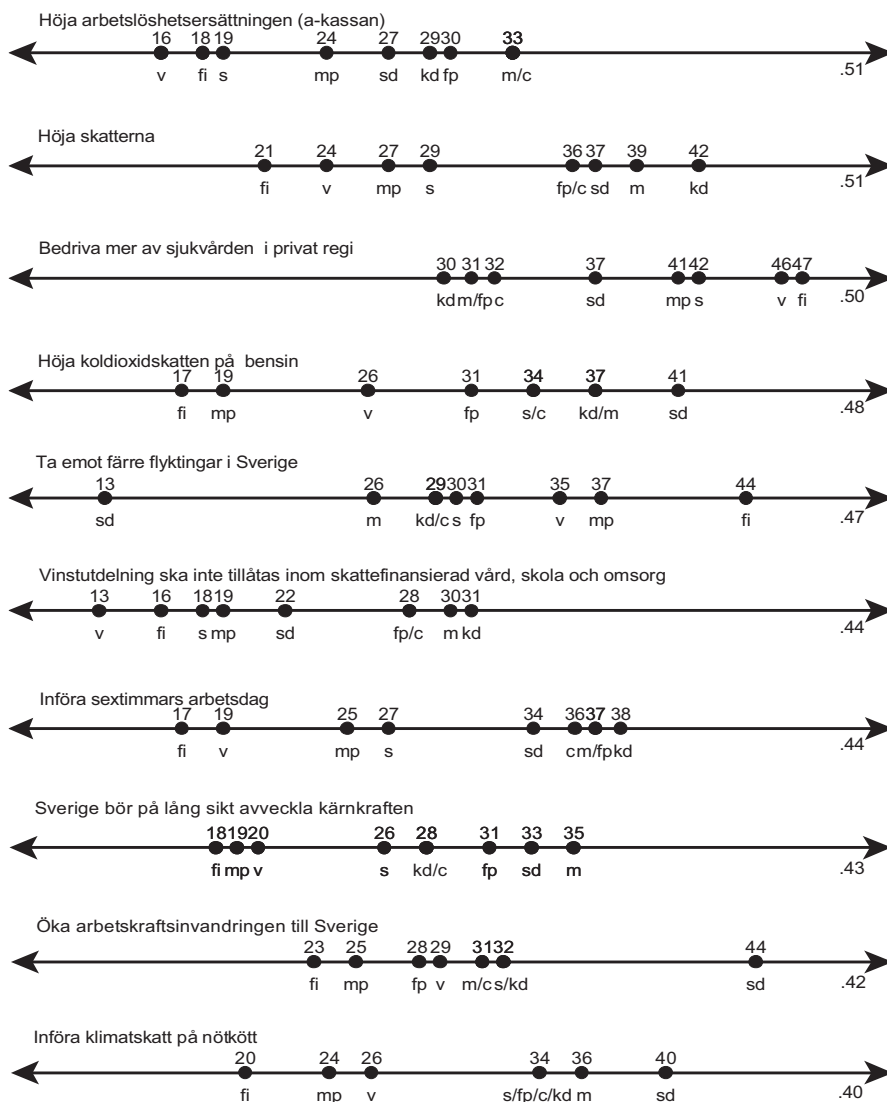 Höja arbetslöshetsersättningen (a-kassan)
16 18 19 24 27 29 30 33
v fi s mp sd kd fp m/c .51
Höja skatterna
21 24 27 29 36 37 39 42
fi v mp s fp/c sd m kd .51
Bedriva mer av sjukvården i privat regi
30 31 32 37 41 42 46 47
kd m/fp c sd mp s v fi .50
Höja koldioxidskatten på bensin
17 19 26 31 34 37 41
fi mp v fp s/c kd/m sd .48
Ta emot färre flyktingar i Sverige
13 26 29 30 31 35 37 44
sd m kd/c s fp v mp fi .47
Vinstutdelning ska inte tillåtas inom skattefinansierad vård, skola och omsorg
13 16 18 19 22 28 30 31
v fi s mp sd fp/c m kd .44
Införa sextimmars arbetsdag
17 19 25 27 34 36 37 38
fi v mp s sd c m/fp kd .44
Sverige bör på lång sikt avveckla kärnkraften
18 19 20 26 28 31 33 35
fi mp v s kd/c fp sd m .43
Öka arbetskraftsinvandringen till Sverige
23 25 28 29 31 32 44
fi mp fp v m/c s/kd sd .42
Införa klimatskatt på nötkött
20 24 26 34 36 40
fi mp v s/fp/c/kd m sd .40